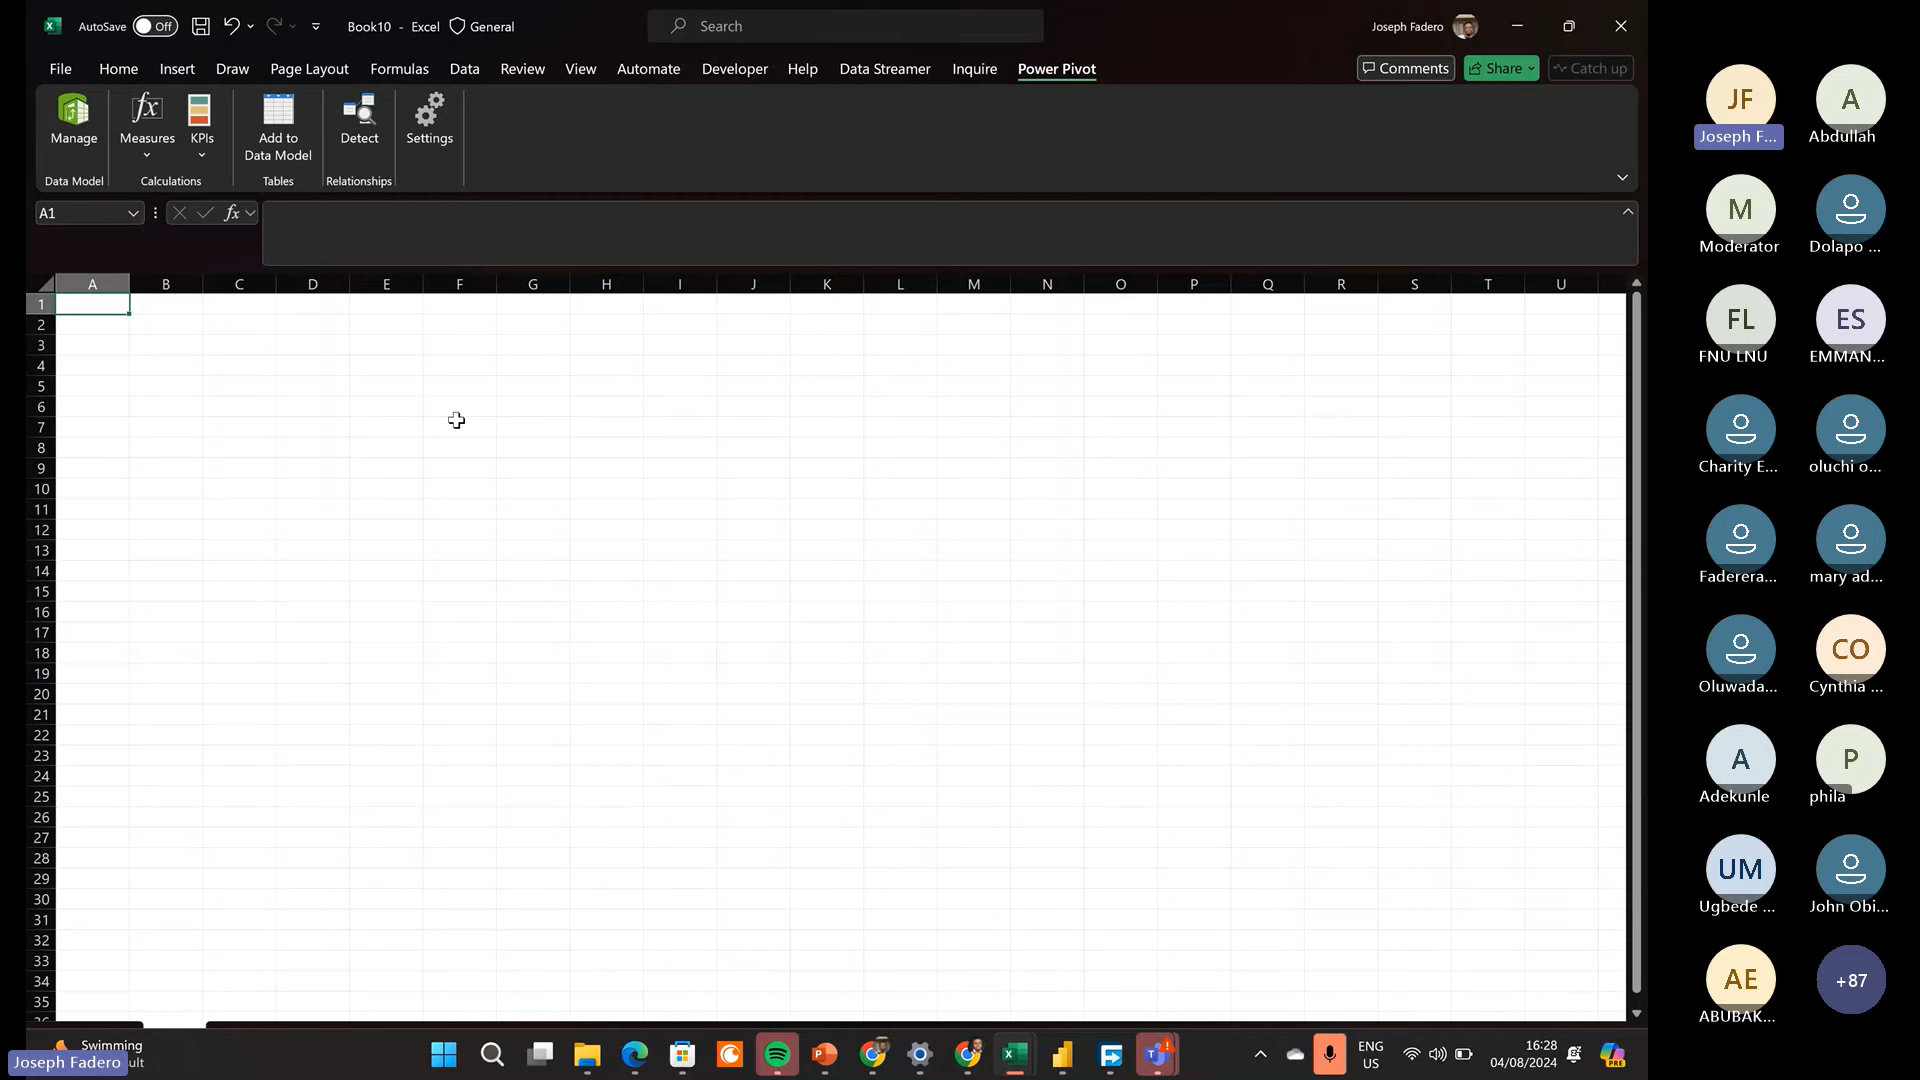 AutoSave Off Book10 - Excel General Search Joseph Fadero
File Home Insert Draw Page Layout Formulas Data Review View Automate Developer Help Data Streamer Inquire Power Pivot Comments Share Catch up
Manage Measures KPIs Add to Data Model Detect Settings
Data Model Calculations Tables Relationships
A1 fx
A B C D E F G H I J K L M N O P Q R S T U
1
2
3
4
5
6
7
8
9
10
11
12
13
14
15
16
17
18
19
20
21
22
23
24
25
26
27
28
29
30
31
32
33
34
35
JF A
Joseph F... Abdullah
M
Moderator Dolapo ...
FL ES
FNU LNU EMMAN...
Charity E... oluchi o...
Faderera... mary ad...
CO
Oluwada... Cynthia ...
A P
Adekunle phila
UM
Ugbede ... John Obi...
AE +87
ABUBAK...
Swimming
Joseph Fadero
ENG
US
16:28
04/08/2024
PRE